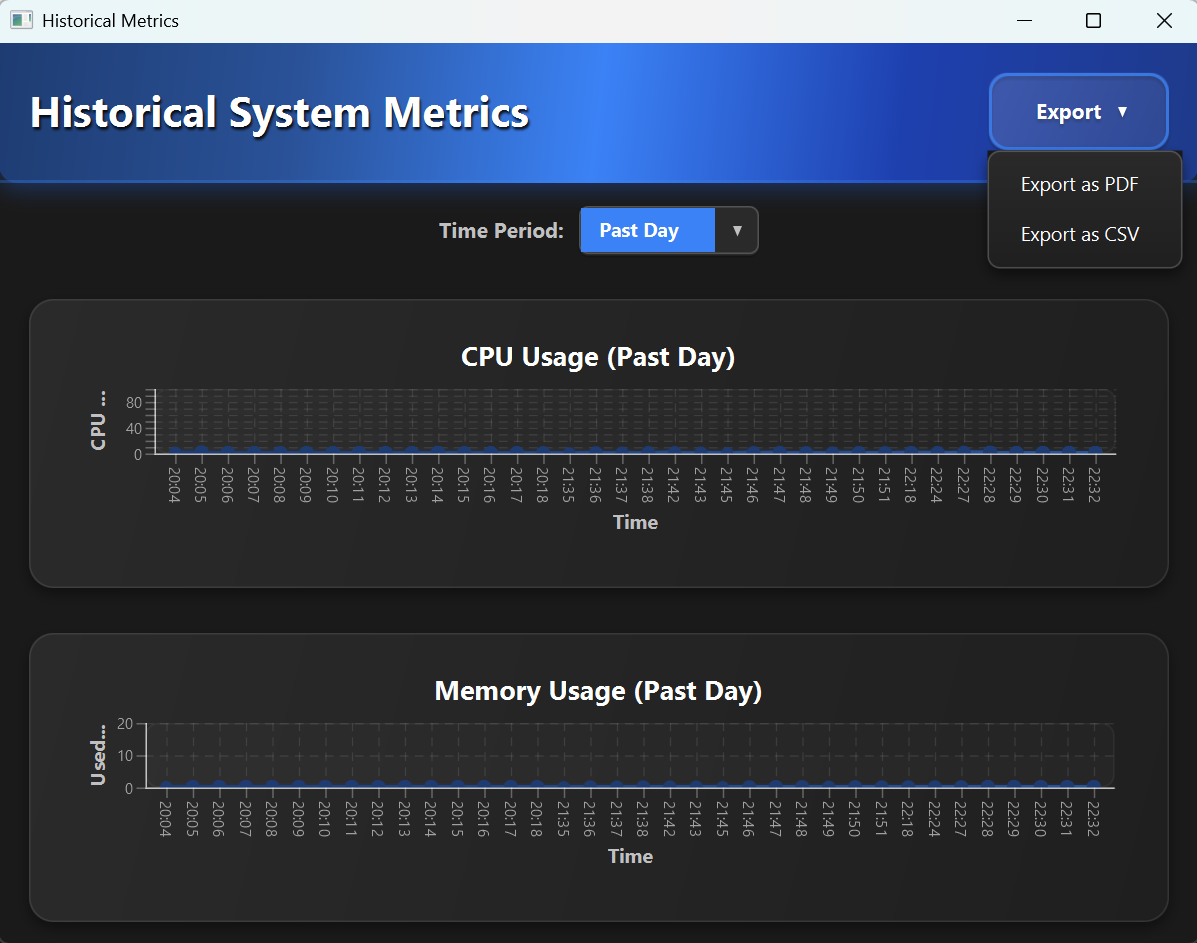 Historical Metrics
Historical System Metrics
Export ▼
Export as PDF
Export as CSV
Time Period: Past Day ▼
CPU Usage (Past Day)
CPU ...
80
40
0
20:04 20:05 20:06 20:07 20:08 20:09 20:10 20:11 20:12 20:13 20:14 20:15 20:16 20:17 20:18 21:35 21:36 21:37 21:38 21:42 21:43 21:45 21:46 21:47 21:48 21:49 21:50 21:51 22:18 22:24 22:27 22:28 22:29 22:30 22:31 22:32
Time
Memory Usage (Past Day)
Used...
20
10
0
20:04 20:05 20:06 20:07 20:08 20:09 20:10 20:11 20:12 20:13 20:14 20:15 20:16 20:17 20:18 21:35 21:36 21:37 21:38 21:42 21:43 21:45 21:46 21:47 21:48 21:49 21:50 21:51 22:18 22:24 22:27 22:28 22:29 22:30 22:31 22:32
Time